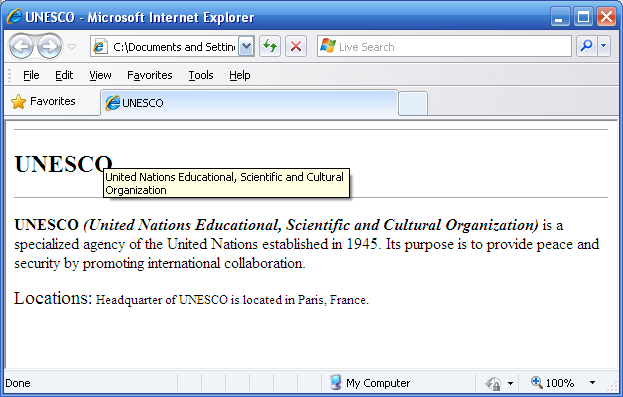 UNESCO - Microsoft Internet Explorer
C:\Documents and Settin
Live Search
File Edit View Favorites Tools Help
Favorites
UNESCO
UNESCO
United Nations Educational, Scientific and Cultural
Organization
UNESCO (United Nations Educational, Scientific and Cultural Organization) is a
specialized agency of the United Nations established in 1945. Its purpose is to provide peace and
security by promoting international collaboration.
Locations: Headquarter of UNESCO is located in Paris, France.
Done
My Computer
100%